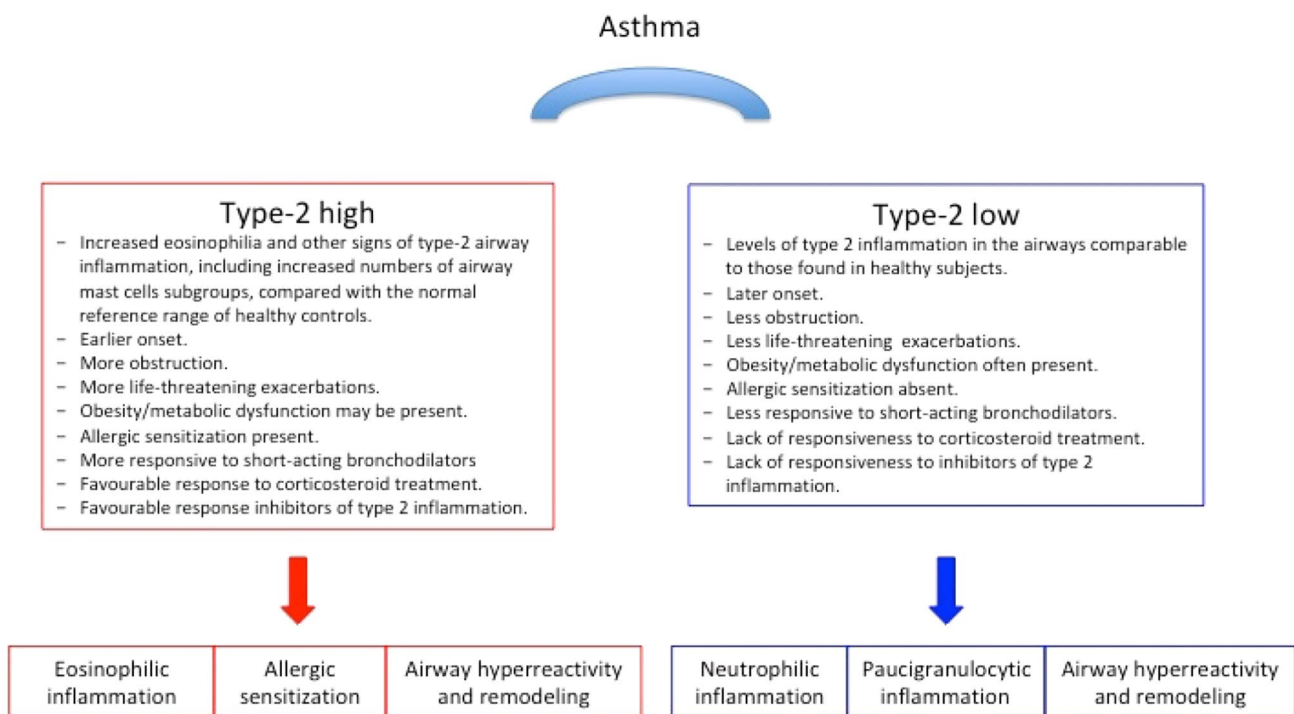 Asthma
Type-2 high
− Increased eosinophilia and other signs of type-2 airway
inflammation, including increased numbers of airway
mast cells subgroups, compared with the normal
reference range of healthy controls.
− Earlier onset.
− More obstruction.
− More life-threatening exacerbations.
− Obesity/metabolic dysfunction may be present.
− Allergic sensitization present.
− More responsive to short-acting bronchodilators
− Favourable response to corticosteroid treatment.
− Favourable response inhibitors of type 2 inflammation.
Type-2 low
− Levels of type 2 inflammation in the airways comparable
to those found in healthy subjects.
− Later onset.
− Less obstruction.
− Less life-threatening exacerbations.
− Obesity/metabolic dysfunction often present.
− Allergic sensitization absent.
− Less responsive to short-acting bronchodilators.
− Lack of responsiveness to corticosteroid treatment.
− Lack of responsiveness to inhibitors of type 2
inflammation.
Eosinophilic
inflammation
Allergic
sensitization
Airway hyperreactivity
and remodeling
Neutrophilic
inflammation
Paucigranulocytic
inflammation
Airway hyperreactivity
and remodeling